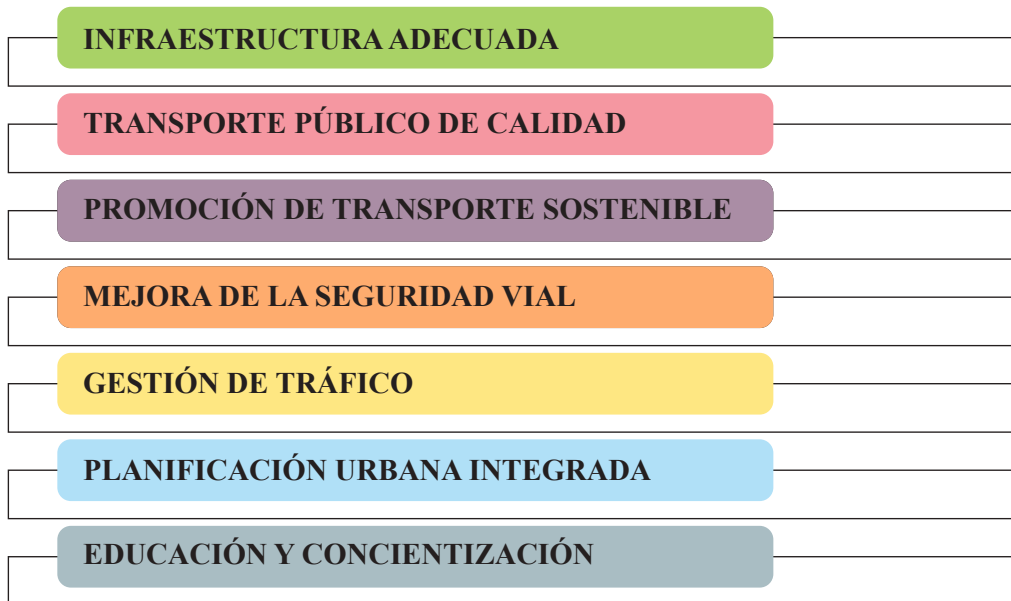 INFRAESTRUCTURA ADECUADA
TRANSPORTE PÚBLICO DE CALIDAD
PROMOCIÓN DE TRANSPORTE SOSTENIBLE
MEJORA DE LA SEGURIDAD VIAL
GESTIÓN DE TRÁFICO
PLANIFICACIÓN URBANA INTEGRADA
EDUCACIÓN Y CONCIENTIZACIÓN